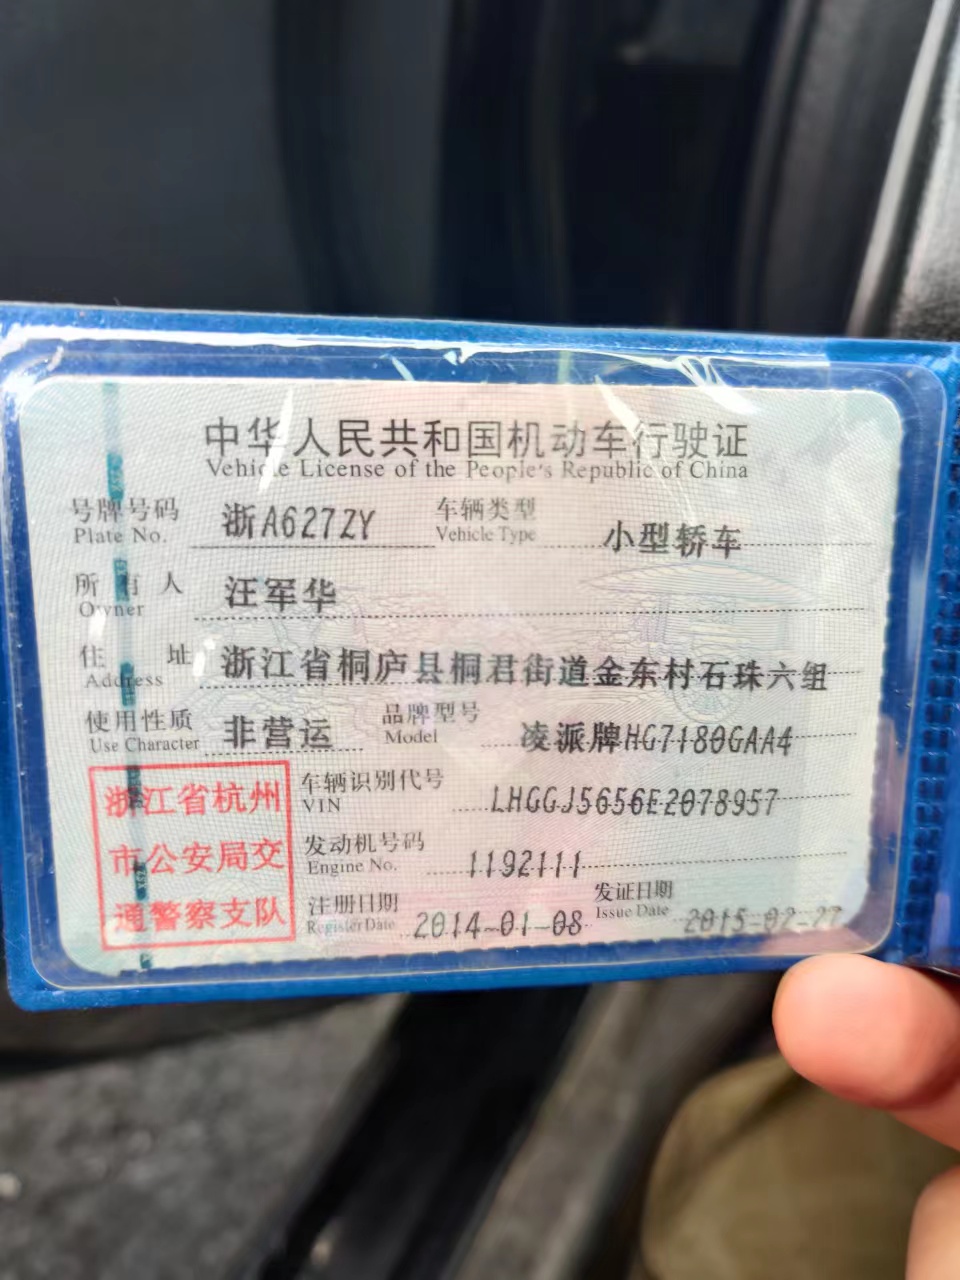 中华人民共和国机动车行驶证
Vehicle License of the People's Republic of China
号牌号码 浙A627ZY 车辆类型 小型轿车
Plate No. Vehicle Type
所有人 汪军华
Owner
住址 浙江省桐庐县桐君街道金东村石珠六组
Address
使用性质 非营运 品牌型号 凌派牌HG7180GAA4
Use Character Model
浙江省杭州
市公安局交
通警察支队
车辆识别代号 LHGGJ5656E2078957
VIN
发动机号码 1192111
Engine No.
注册日期 2014-01-08 发证日期 2015-02-27
Register Date Issue Date